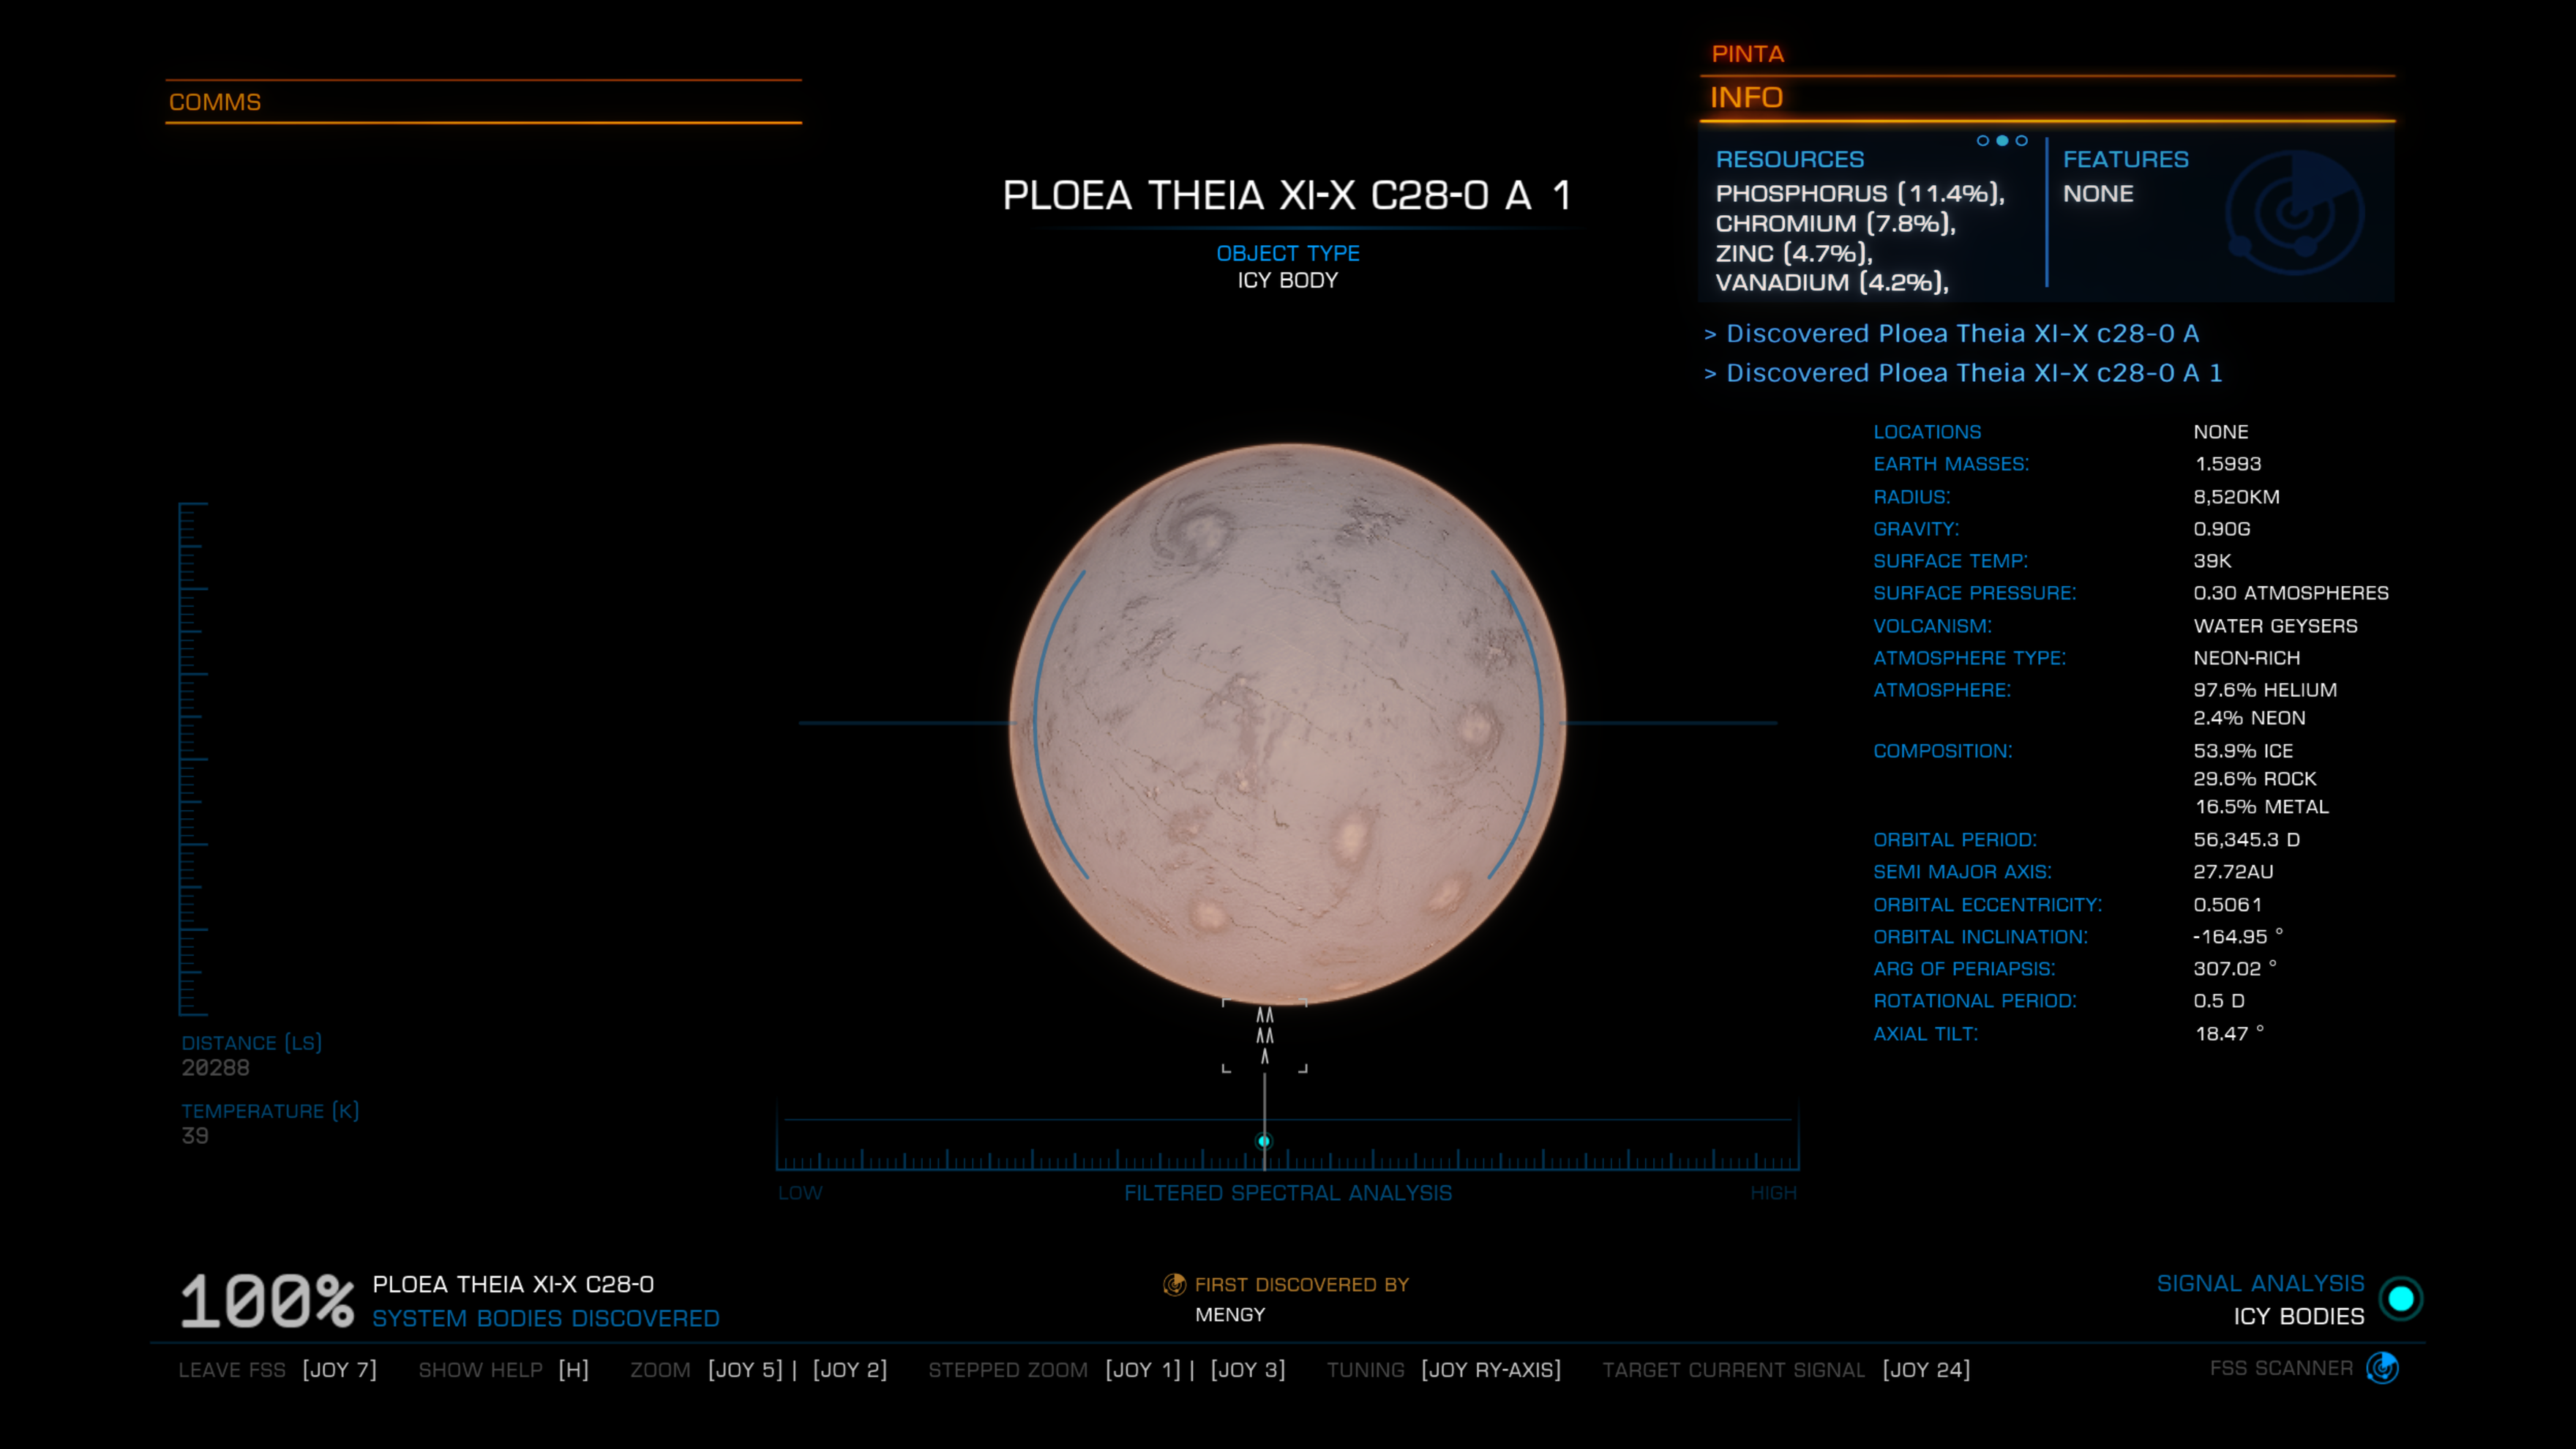 COMMS
PINTA
INFO
RESOURCES
PHOSPHORUS (11.4%),
CHROMIUM (7.8%),
ZINC (4.7%),
VANADIUM (4.2%),
FEATURES
NONE
> Discovered Ploea Theia XI-X c28-0 A
> Discovered Ploea Theia XI-X c28-0 A 1
PLOEA THEIA XI-X C28-0 A 1
OBJECT TYPE
ICY BODY
LOCATIONS NONE
EARTH MASSES: 1.5993
RADIUS: 8,520KM
GRAVITY: 0.90G
SURFACE TEMP: 39K
SURFACE PRESSURE: 0.30 ATMOSPHERES
VOLCANISM: WATER GEYSERS
ATMOSPHERE TYPE: NEON-RICH
ATMOSPHERE: 97.6% HELIUM
2.4% NEON
COMPOSITION: 53.9% ICE
29.6% ROCK
16.5% METAL
ORBITAL PERIOD: 56,345.3 D
SEMI MAJOR AXIS: 27.72AU
ORBITAL ECCENTRICITY: 0.5061
ORBITAL INCLINATION: -164.95 °
ARG OF PERIAPSIS: 307.02 °
ROTATIONAL PERIOD: 0.5 D
AXIAL TILT: 18.47 °
DISTANCE (LS)
20288
TEMPERATURE (K)
39
LOW FILTERED SPECTRAL ANALYSIS HIGH
100% PLOEA THEIA XI-X C28-0
SYSTEM BODIES DISCOVERED
FIRST DISCOVERED BY
MENGY
SIGNAL ANALYSIS
ICY BODIES
LEAVE FSS [JOY 7] SHOW HELP [H] ZOOM [JOY 5] | [JOY 2] STEPPED ZOOM [JOY 1] | [JOY 3] TUNING [JOY RY-AXIS] TARGET CURRENT SIGNAL [JOY 24] FSS SCANNER